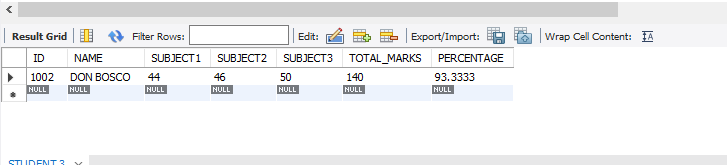 Result Grid Filter Rows: Edit: Export/Import: Wrap Cell Content: IA
ID NAME SUBJECT1 SUBJECT2 SUBJECT3 TOTAL_MARKS PERCENTAGE
1002 DON BOSCO 44 46 50 140 93.3333
NULL NULL NULL NULL NULL NULL NULL
STUDENT 3